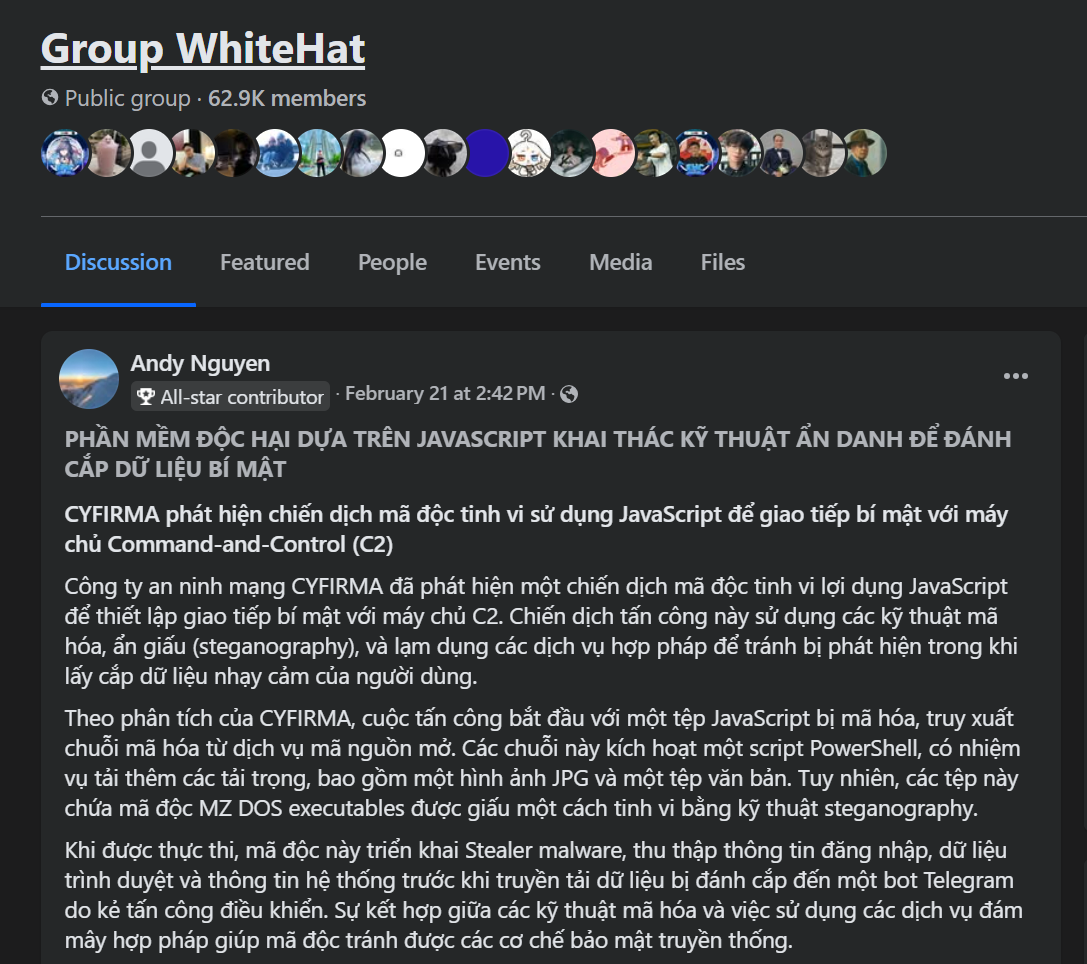 Group WhiteHat
Public group · 62.9K members
Discussion Featured People Events Media Files
Andy Nguyen
All-star contributor · February 21 at 2:42 PM ·
PHẦN MỀM ĐỘC HẠI DỰA TRÊN JAVASCRIPT KHAI THÁC KỸ THUẬT ẨN DANH ĐỂ ĐÁNH
CẮP DỮ LIỆU BÍ MẬT
CYFIRMA phát hiện chiến dịch mã độc tinh vi sử dụng JavaScript để giao tiếp bí mật với máy
chủ Command-and-Control (C2)
Công ty an ninh mạng CYFIRMA đã phát hiện một chiến dịch mã độc tinh vi lợi dụng JavaScript
để thiết lập giao tiếp bí mật với máy chủ C2. Chiến dịch tấn công này sử dụng các kỹ thuật mã
hóa, ẩn giấu (steganography), và lạm dụng các dịch vụ hợp pháp để tránh bị phát hiện trong khi
lấy cắp dữ liệu nhạy cảm của người dùng.
Theo phân tích của CYFIRMA, cuộc tấn công bắt đầu với một tệp JavaScript bị mã hóa, truy xuất
chuỗi mã hóa từ dịch vụ mã nguồn mở. Các chuỗi này kích hoạt một script PowerShell, có nhiệm
vụ tải thêm các tải trọng, bao gồm một hình ảnh JPG và một tệp văn bản. Tuy nhiên, các tệp này
chứa mã độc MZ DOS executables được giấu một cách tinh vi bằng kỹ thuật steganography.
Khi được thực thi, mã độc này triển khai Stealer malware, thu thập thông tin đăng nhập, dữ liệu
trình duyệt và thông tin hệ thống trước khi truyền tải dữ liệu bị đánh cắp đến một bot Telegram
do kẻ tấn công điều khiển. Sự kết hợp giữa các kỹ thuật mã hóa và việc sử dụng các dịch vụ đám
mây hợp pháp giúp mã độc tránh được các cơ chế bảo mật truyền thống.